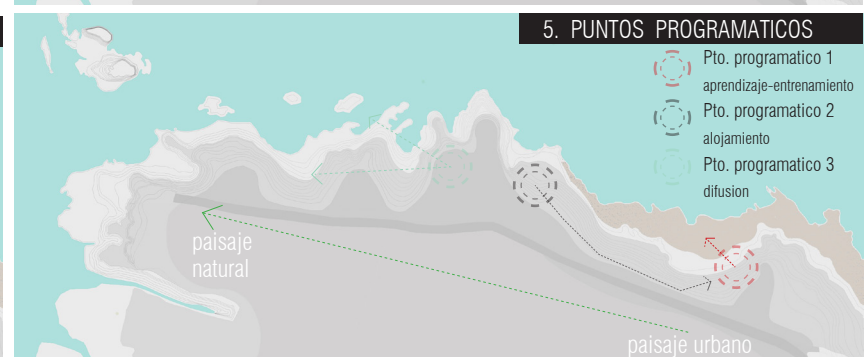 5. PUNTOS PROGRAMATICOS
Pto. programatico 1
aprendizaje-entrenamiento
Pto. programatico 2
alojamiento
Pto. programatico 3
difusion
paisaje
natural
paisaje urbano